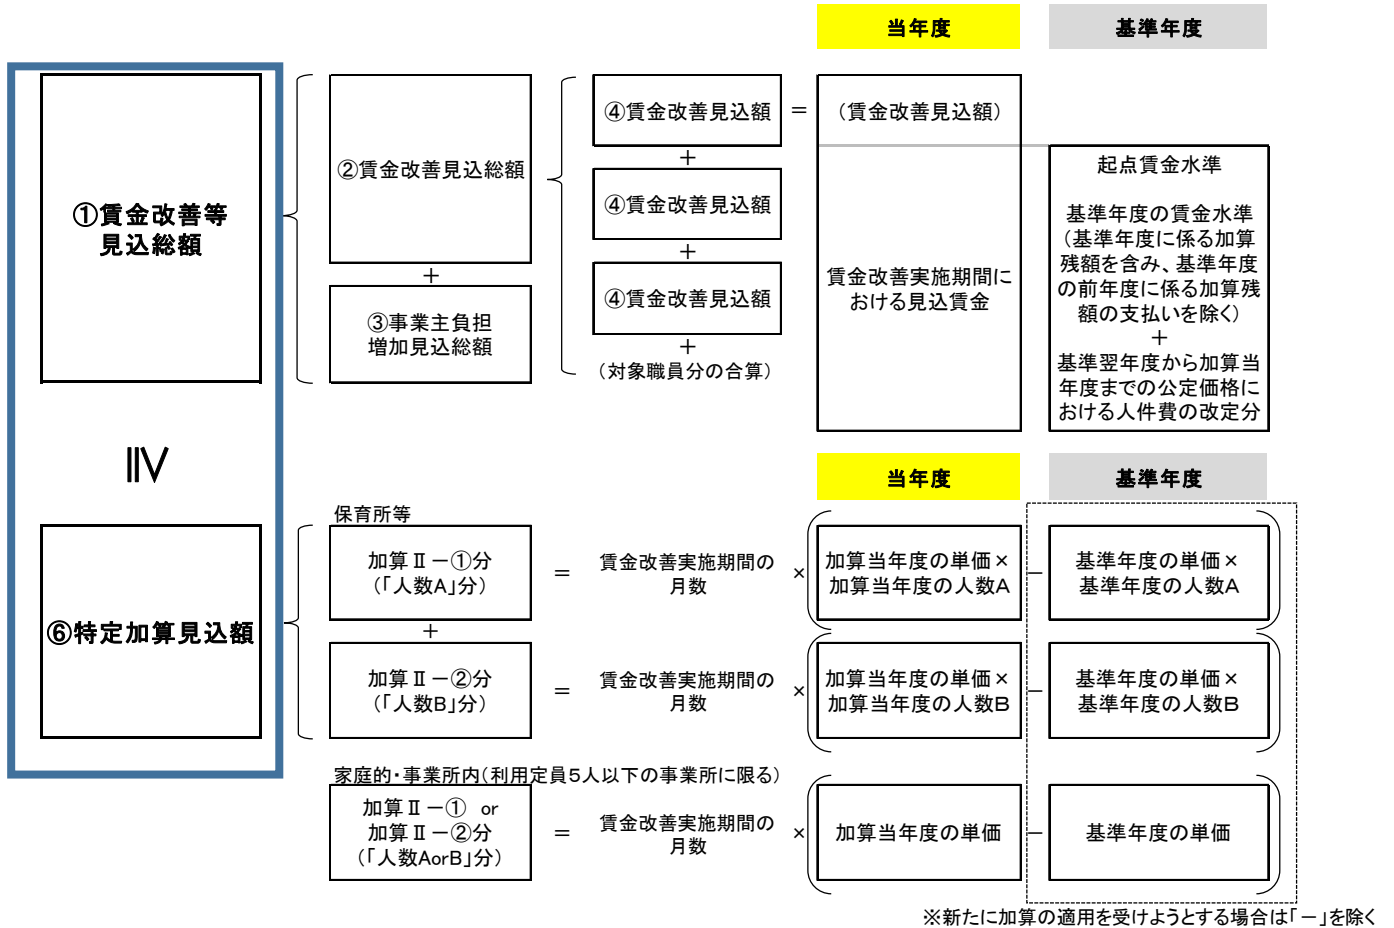 当年度
基準年度
①賃金改善等
見込総額
②賃金改善見込総額
＋
③事業主負担
増加見込総額
④賃金改善見込額
＋
④賃金改善見込額
＋
④賃金改善見込額
＋
（対象職員分の合算）
＝
（賃金改善見込額）
賃金改善実施期間に
おける見込賃金
起点賃金水準
基準年度の賃金水準
（基準年度に係る加算
残額を含み、基準年度
の前年度に係る加算残
額の支払いを除く）
＋
基準翌年度から加算当
年度までの公定価格に
おける人件費の改定分
ⅡV
当年度
基準年度
⑥特定加算見込額
保育所等
加算Ⅱ－①分
（「人数A」分）
＝
賃金改善実施期間の
月数
×
加算当年度の単価×
加算当年度の人数A
－
基準年度の単価×
基準年度の人数A
＋
加算Ⅱ－②分
（「人数B」分）
＝
賃金改善実施期間の
月数
×
加算当年度の単価×
加算当年度の人数B
－
基準年度の単価×
基準年度の人数B
家庭的・事業所内（利用定員５人以下の事業所に限る）
加算Ⅱ－① or
加算Ⅱ－②分
（「人数AorB」分）
＝
賃金改善実施期間の
月数
×
加算当年度の単価
－
基準年度の単価
※新たに加算の適用を受けようとする場合は「－」を除く